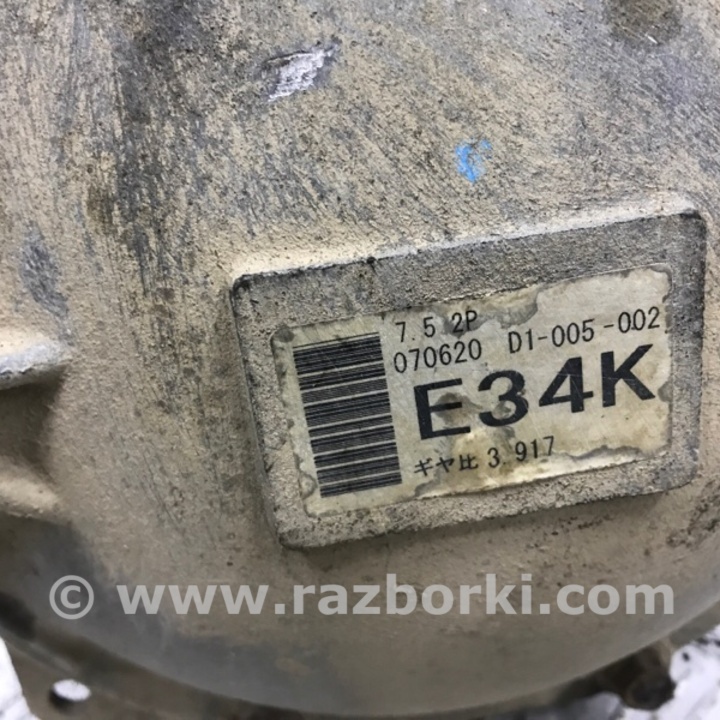 7.5 2P
070620 D1-005-002
E34K
ギヤ比 3.917
© www.razborki.com